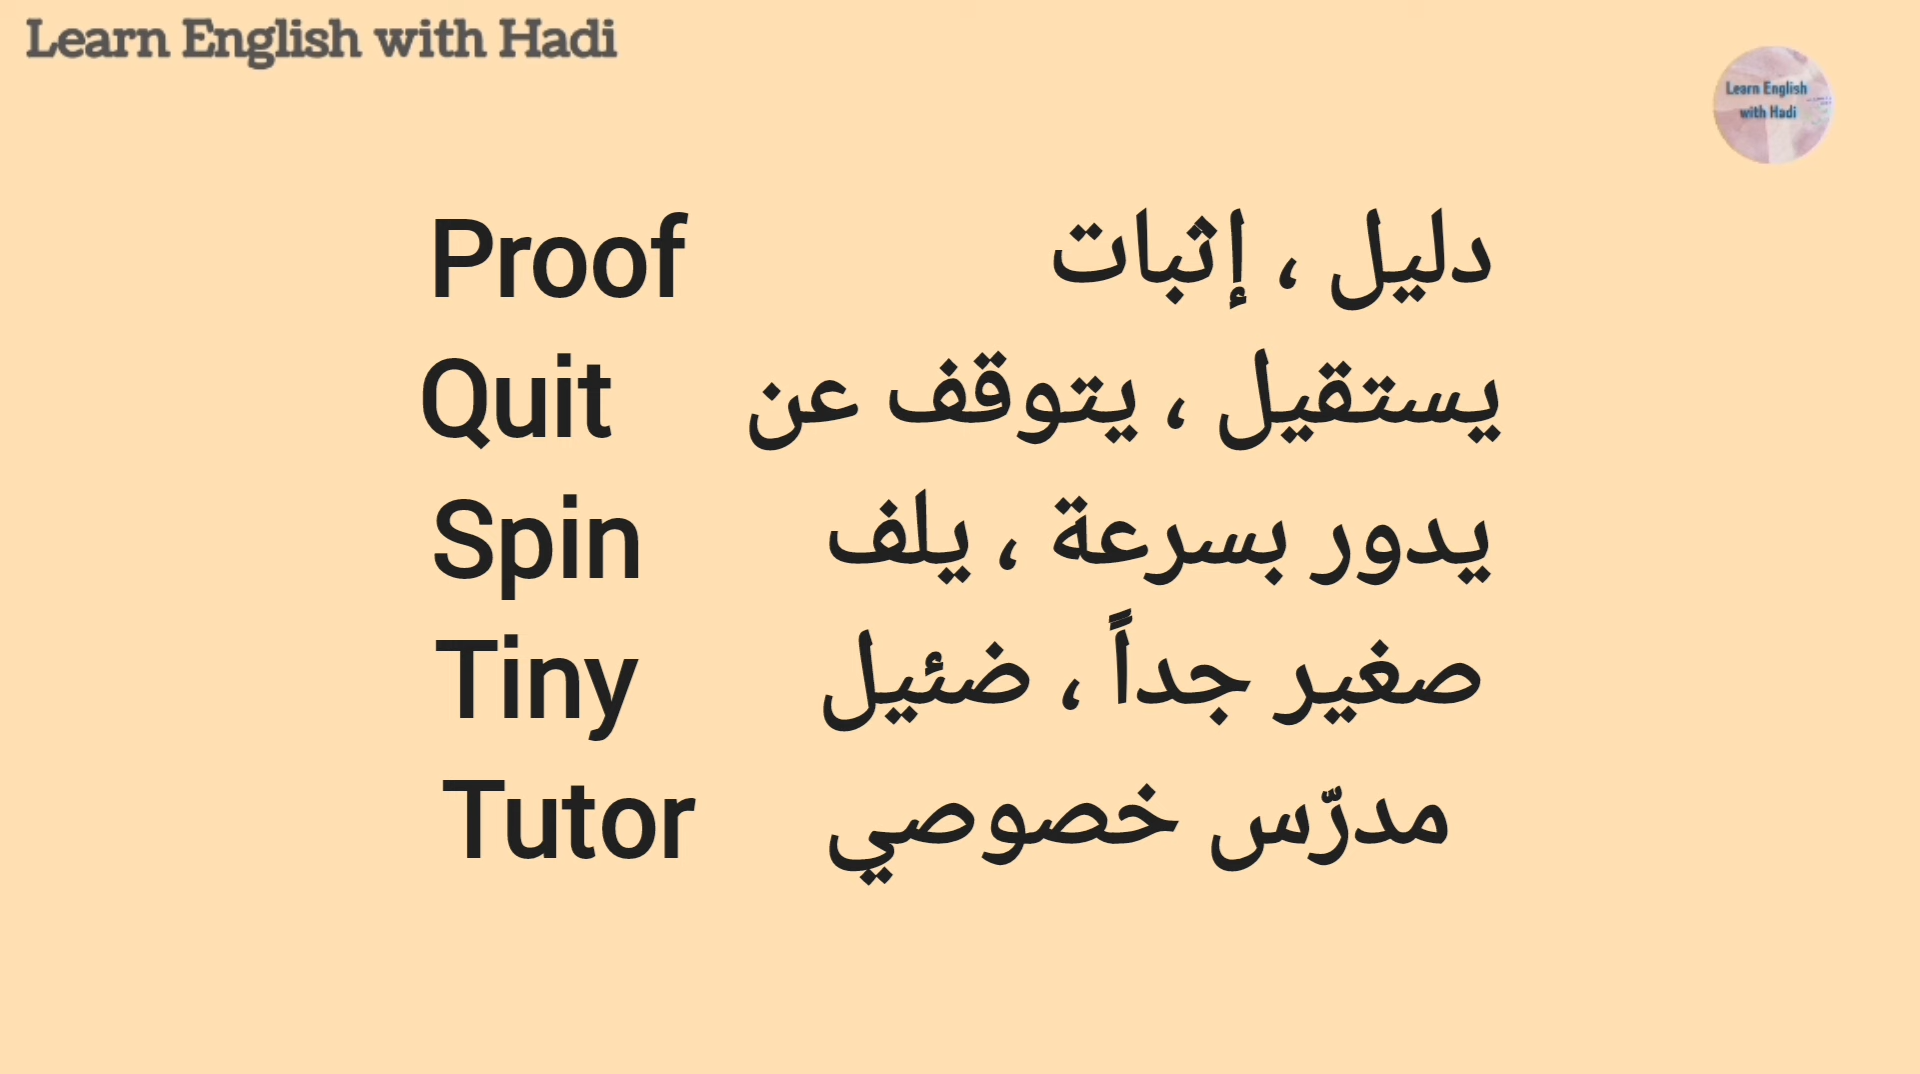 Learn English with Hadi
Learn English
with Hadi
Proof دليل ، إثبات
Quit يستقيل ، يتوقف عن
Spin يدور بسرعة ، يلف
Tiny صغير جداً ، ضئيل
Tutor مدرّس خصوصي